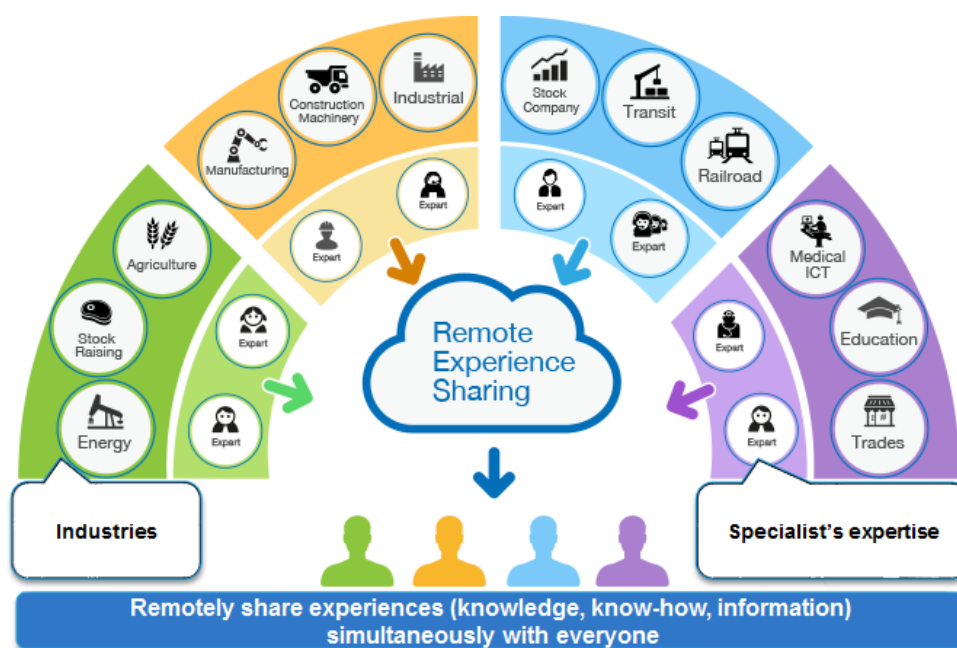 Industrial
Construction
Machinery
Manufacturing
Stock
Company
Transit
Railroad
Agriculture
Stock
Raising
Energy
Medical
ICT
Education
Trades
Expart
Expart
Expart
Expart
Expart
Expart
Expart
Expart
Remote
Experience
Sharing
Industries
Specialist's expertise
Remotely share experiences (knowledge, know-how, information)
simultaneously with everyone